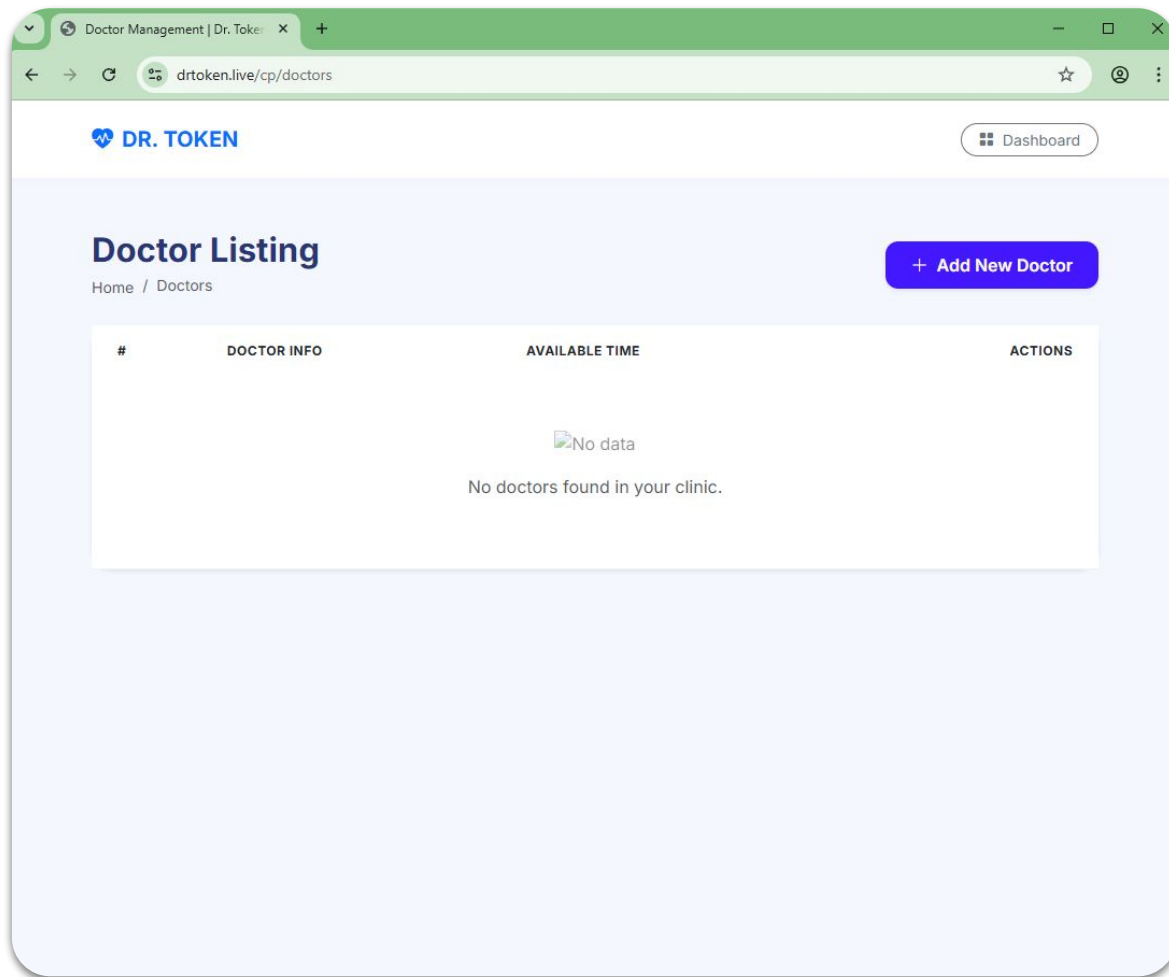 Doctor Management | Dr. Toke
drtoken.live/cp/doctors
DR. TOKEN
Dashboard
Doctor Listing
+ Add New Doctor
Home / Doctors
# DOCTOR INFO AVAILABLE TIME ACTIONS
No data
No doctors found in your clinic.